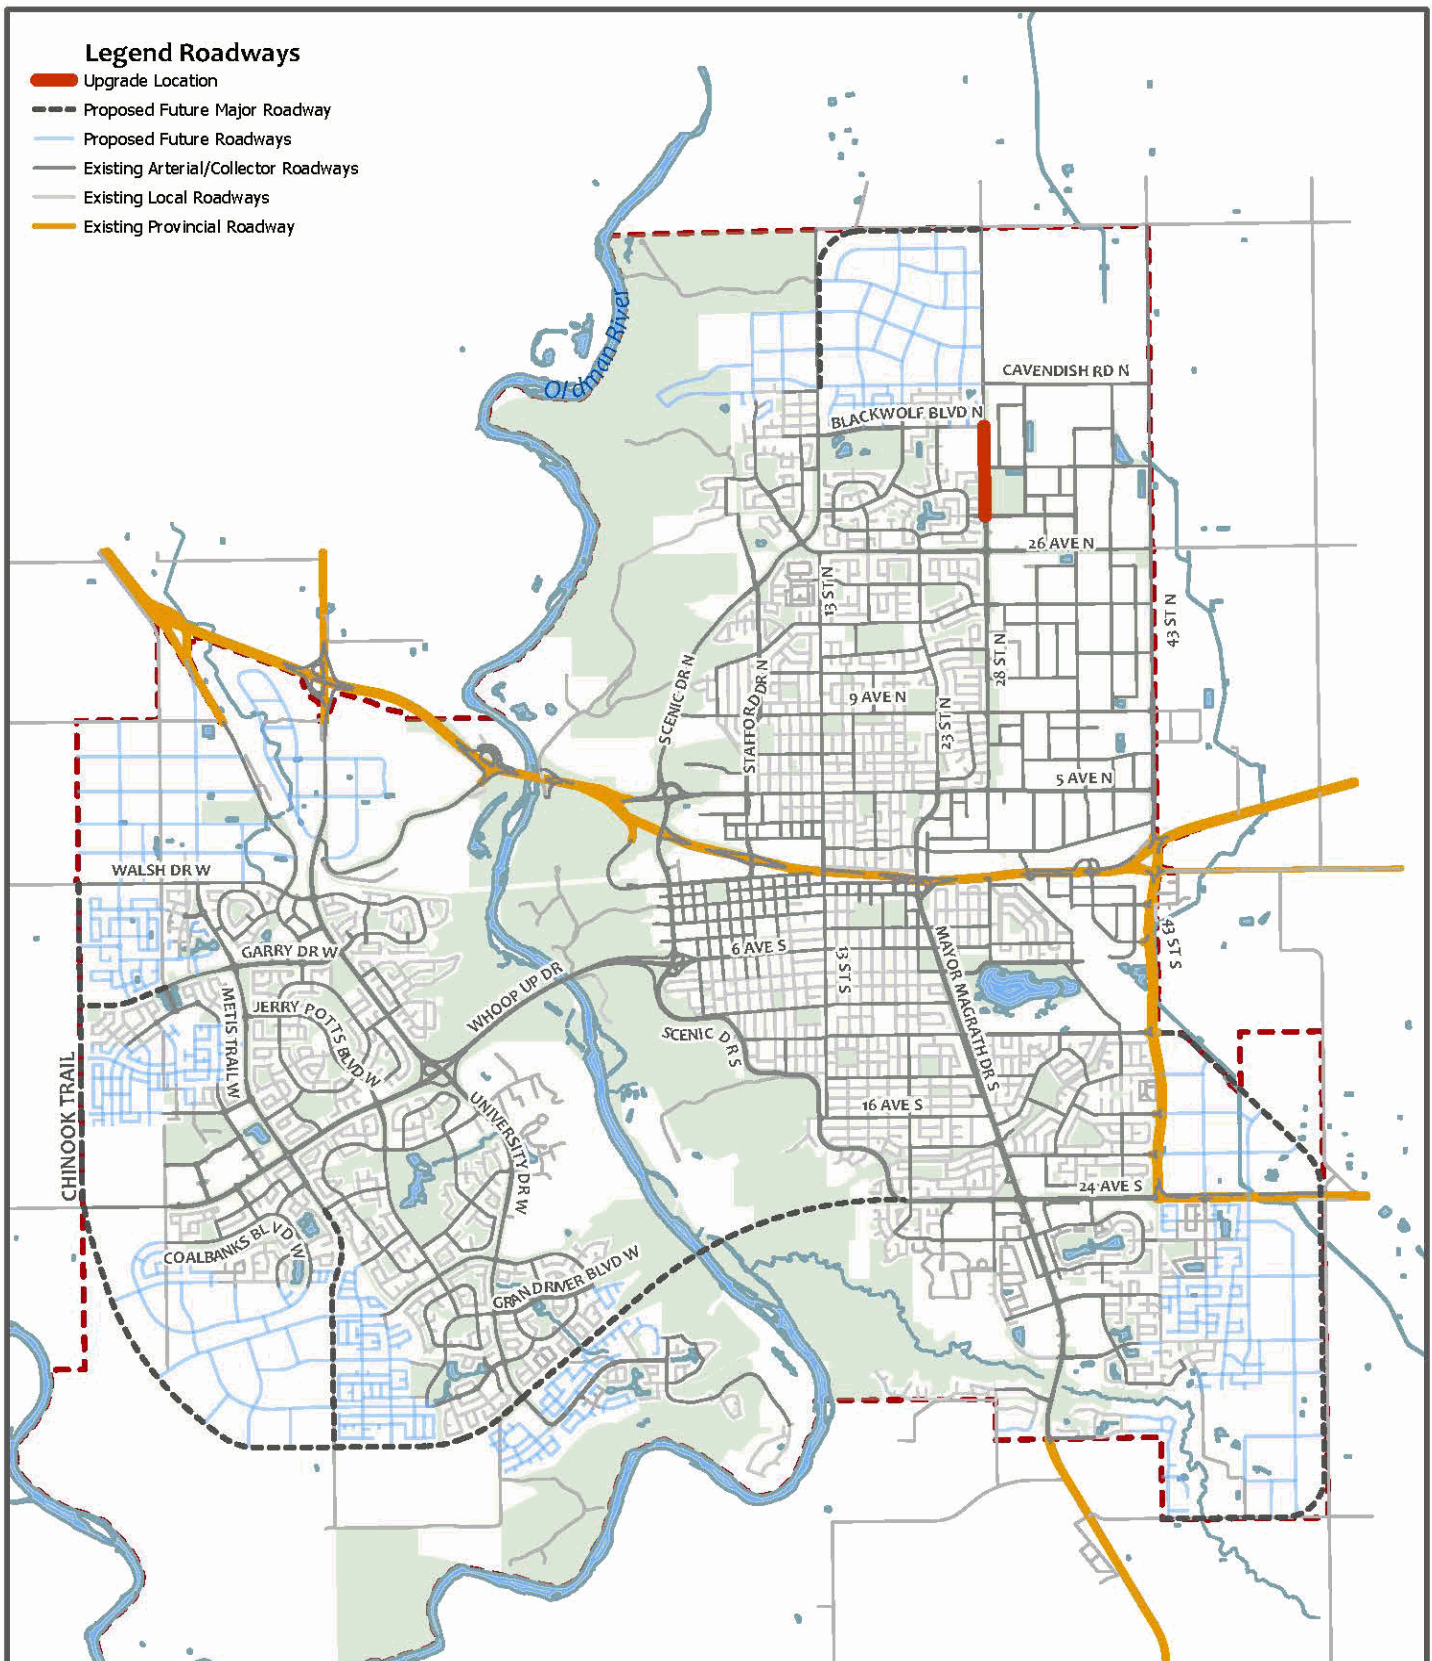 Legend Roadways
Upgrade Location
Proposed Future Major Roadway
Proposed Future Roadways
Existing Arterial/Collector Roadways
Existing Local Roadways
Existing Provincial Roadway
Oldman River
CAVENDISH RD N
BLACKWOLF BLVD N
26 AVE N
13 ST N
43 ST N
28 ST N
SCENIC DR N
STAFFORD DR N
9 AVE N
23 ST N
5 AVE N
WALSH DR W
GARRY DR W
6 AVE S
13 ST S
43 ST S
MAYOR MAGRATH DR S
WHOOP UP DR
METIS TRAIL W
JERRY POTTS BLVD W
SCENIC DR S
CHINOOK TRAIL
UNIVERSITY DR W
16 AVE S
24 AVE S
COALBANKS BLVD W
GRANDRIVER BLVD W